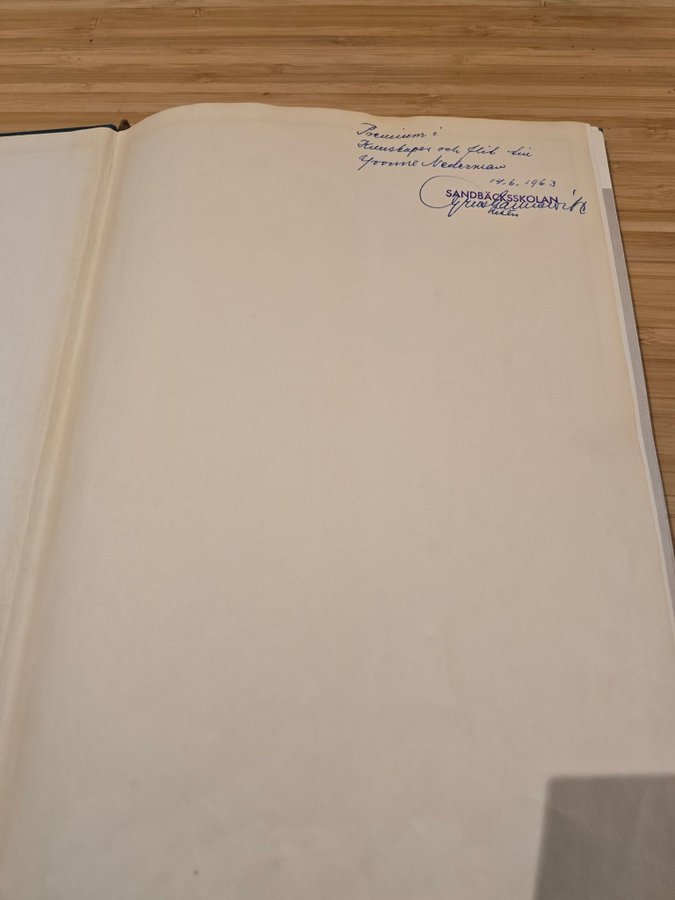 Premium i
Kunskaper och flit till
Yvonne Nederman
14.6.1963
SANDBÄCKSSKOLAN